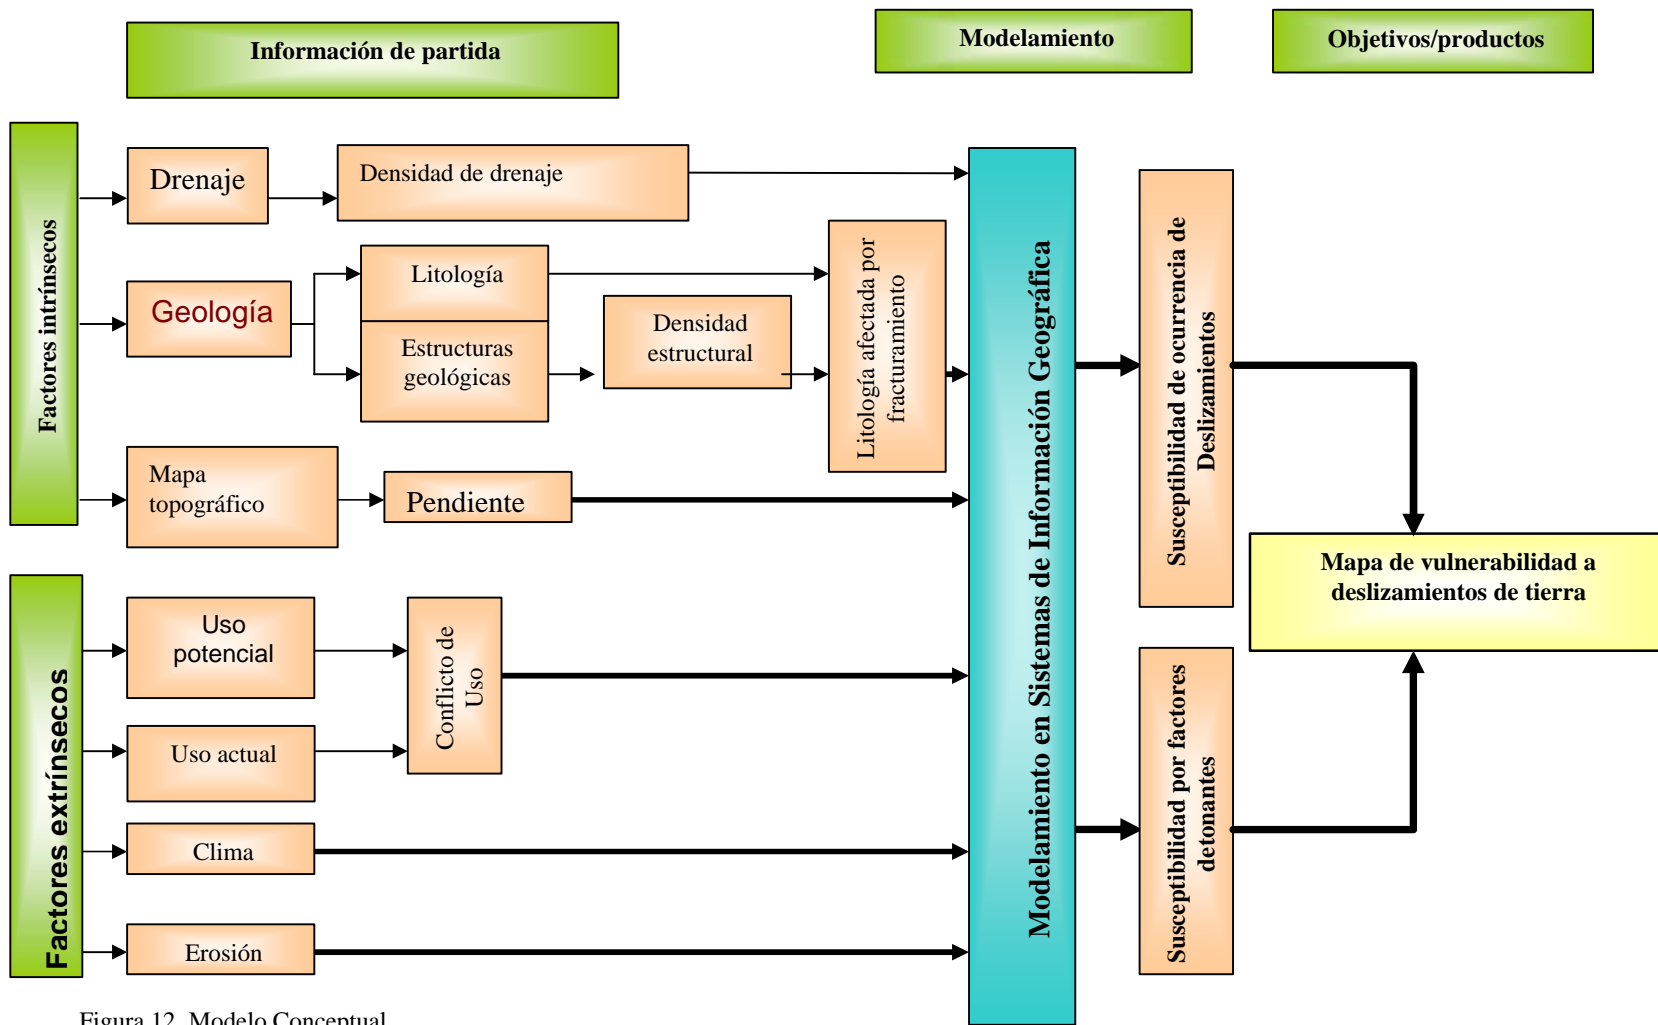 Información de partida
Modelamiento
Objetivos/productos
Factores intrínsecos
Drenaje
Densidad de drenaje
Geología
Litología
Estructuras
geológicas
Densidad
estructural
Litología afectada por
fracturamiento
Mapa
topográfico
Pendiente
Factores extrínsecos
Uso
potencial
Uso actual
Conflicto de
Uso
Clima
Erosión
Modelamiento en Sistemas de Información Geográfica
Susceptibilidad de ocurrencia de
Deslizamientos
Susceptibilidad por factores
detonantes
Mapa de vulnerabilidad a
deslizamientos de tierra
Figura 12. Modelo Conceptual